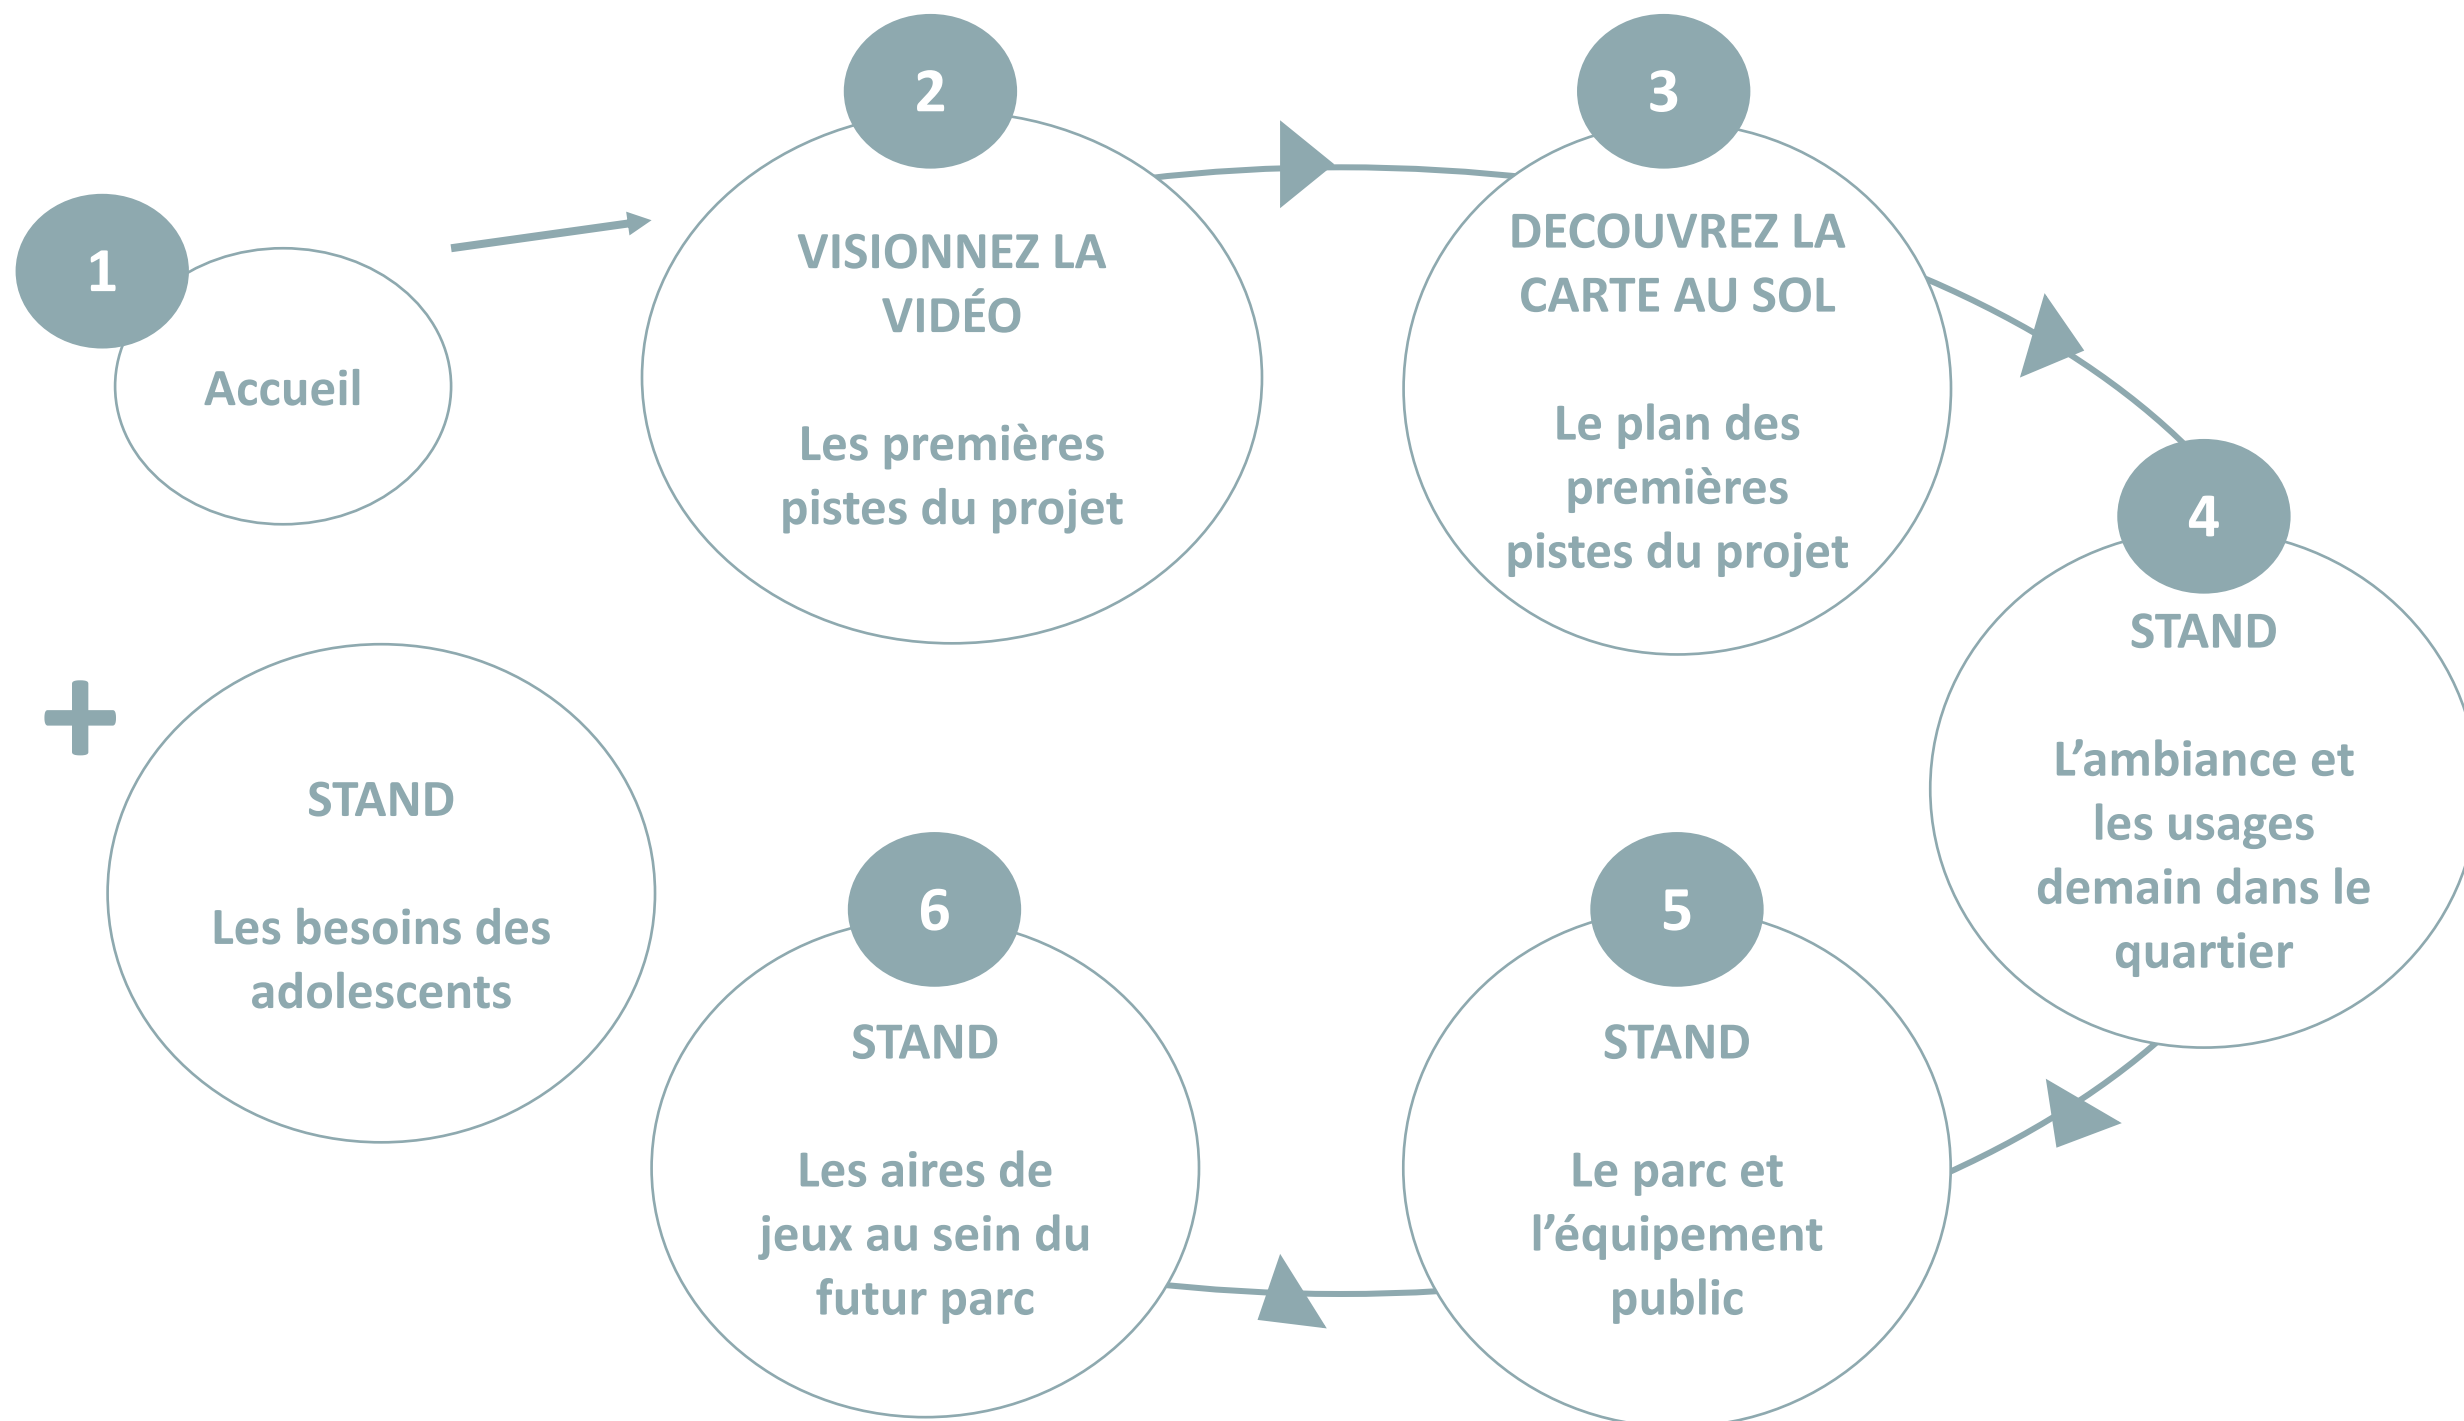 1
Accueil
2
VISIONNEZ LA
VIDÉO
Les premières
pistes du projet
3
DECOUVREZ LA
CARTE AU SOL
Le plan des
premières
pistes du projet
4
STAND
L’ambiance et
les usages
demain dans le
quartier
5
STAND
Le parc et
l’équipement
public
6
STAND
Les aires de
jeux au sein du
futur parc
+
STAND
Les besoins des
adolescents